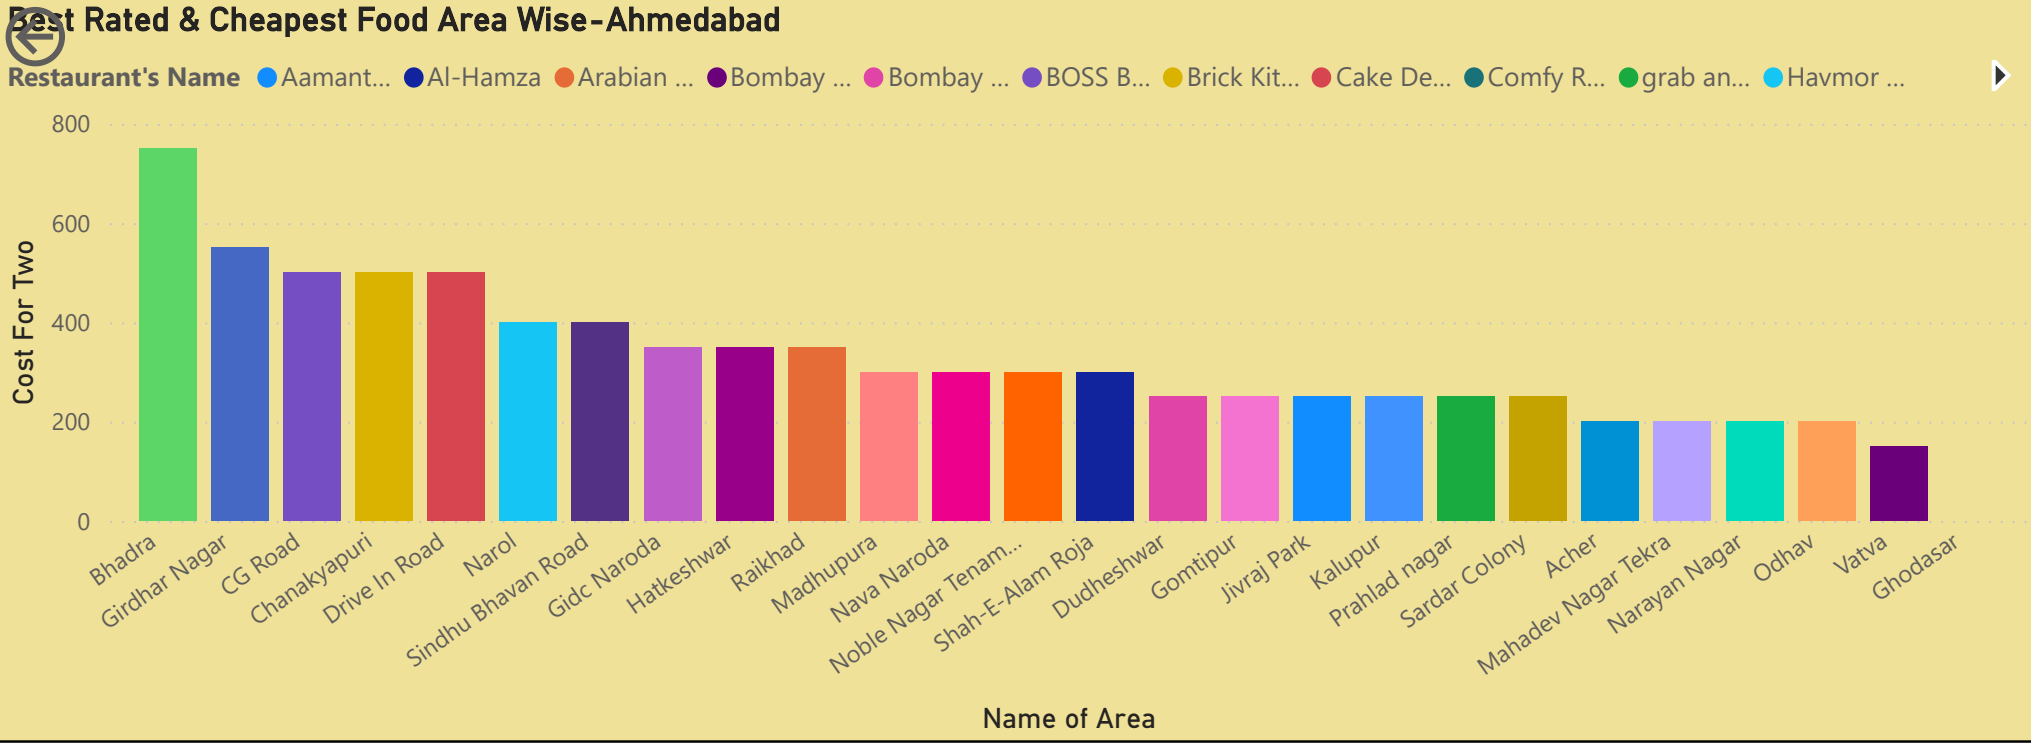 Best Rated & Cheapest Food Area Wise-Ahmedabad
Restaurant's Name Aamant... Al-Hamza Arabian ... Bombay ... Bombay ... BOSS B... Brick Kit... Cake De... Comfy R... grab an... Havmor ...
800
600
400
200
0
Cost For Two
Bhadra
Girdhar Nagar
CG Road
Chanakyapuri
Drive In Road
Narol
Sindhu Bhavan Road
Gidc Naroda
Hatkeshwar
Raikhad
Madhupura
Nava Naroda
Noble Nagar Tenam...
Shah-E-Alam Roja
Dudheshwar
Gomtipur
Jivraj Park
Kalupur
Prahlad nagar
Sardar Colony
Acher
Mahadev Nagar Tekra
Narayan Nagar
Odhav
Vatva
Ghodasar
Name of Area